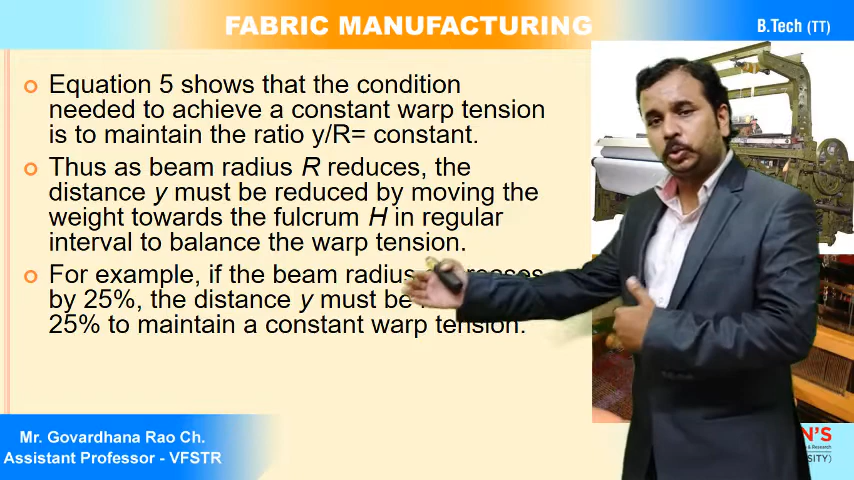 FABRIC MANUFACTURING
B.Tech (TT)
Equation 5 shows that the condition
needed to achieve a constant warp tension
is to maintain the ratio y/R= constant.
Thus as beam radius R reduces, the
distance y must be reduced by moving the
weight towards the fulcrum H in regular
interval to balance the warp tension.
For example, if the beam radius
by 25%, the distance y must be
25% to maintain a constant warp tension.
Mr. Govardhana Rao Ch.
Assistant Professor - VFSTR
N'S
& Research
SITY)